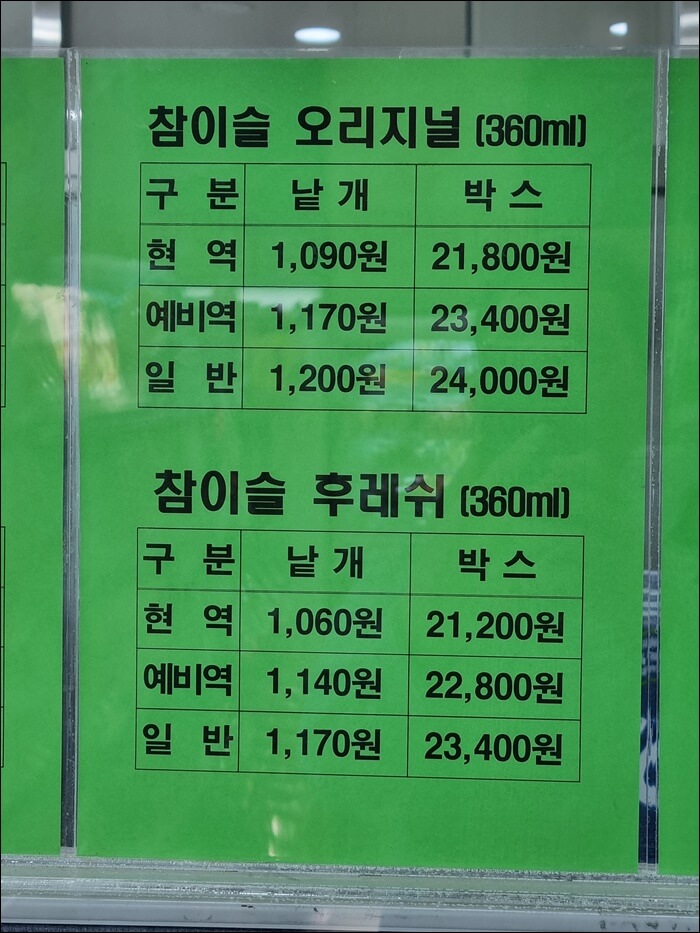 참이슬 오리지널 (360ml)
구 분 낱 개 박 스
현 역 1,090원 21,800원
예비역 1,170원 23,400원
일 반 1,200원 24,000원
참이슬 후레쉬 (360ml)
구 분 낱 개 박 스
현 역 1,060원 21,200원
예비역 1,140원 22,800원
일 반 1,170원 23,400원